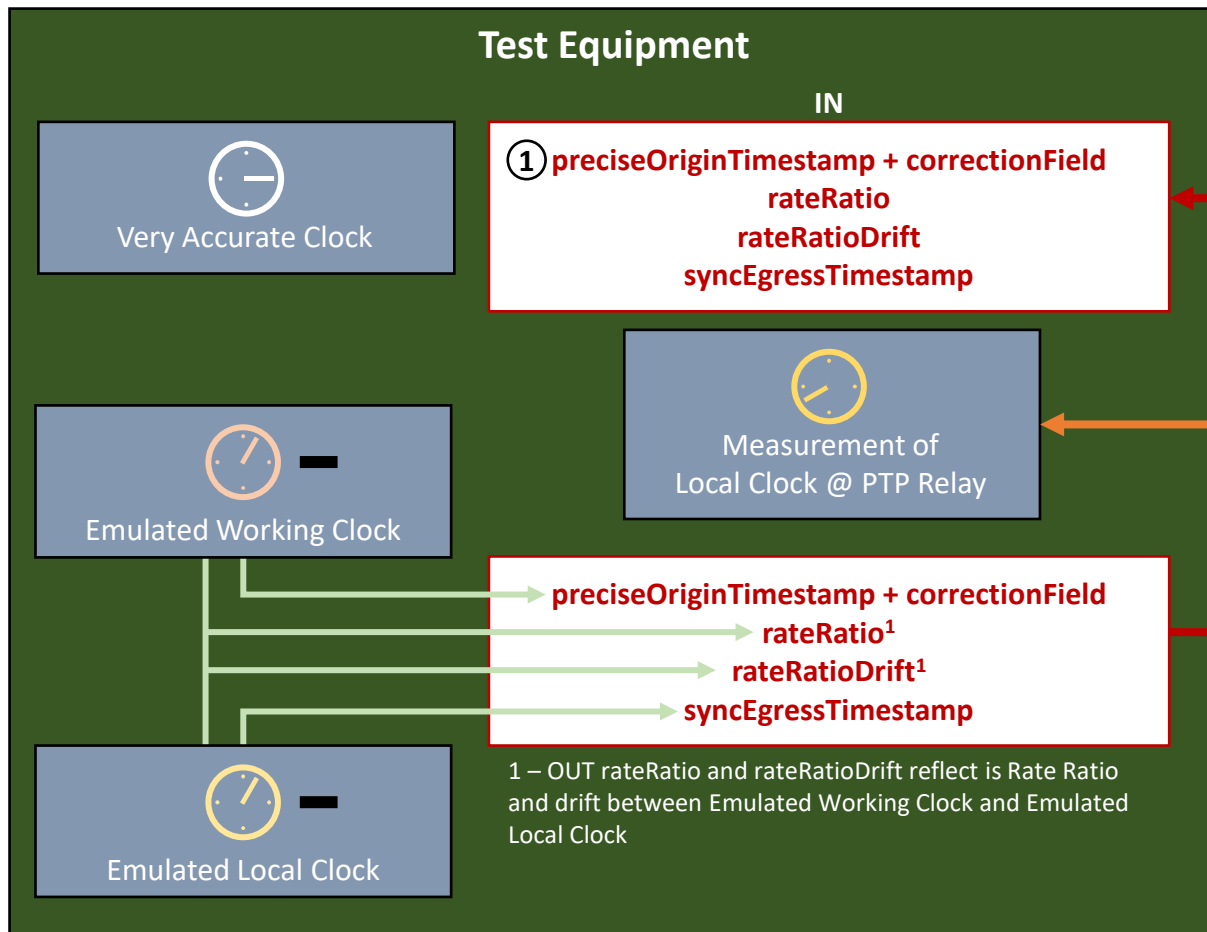 Test Equipment
IN
Very Accurate Clock
1 preciseOriginTimestamp + correctionField
rateRatio
rateRatioDrift
syncEgressTimestamp
Measurement of
Local Clock @ PTP Relay
Emulated Working Clock
preciseOriginTimestamp + correctionField
rateRatio¹
rateRatioDrift¹
syncEgressTimestamp
Emulated Local Clock
1 – OUT rateRatio and rateRatioDrift reflect is Rate Ratio
and drift between Emulated Working Clock and Emulated
Local Clock